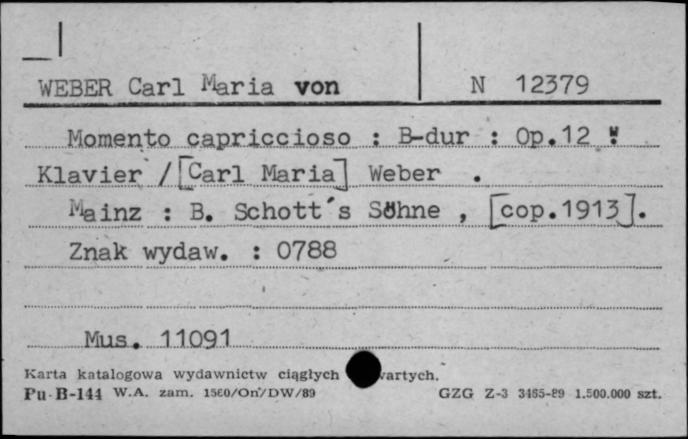 WEBER Carl Maria von N 12379
Momento capriccioso : B-dur : Op.12
Klavier / [Carl Maria] Weber .
Mainz : B. Schott's Söhne , [cop.1913].
Znak wydaw. : 0788
Mus. 11091
Karta katalogowa wydawnictw ciągłych
Pu-B-144 W.A. zam. 1560/On/DW/89 GZG Z-3 3465-89 1.500.000 szt.